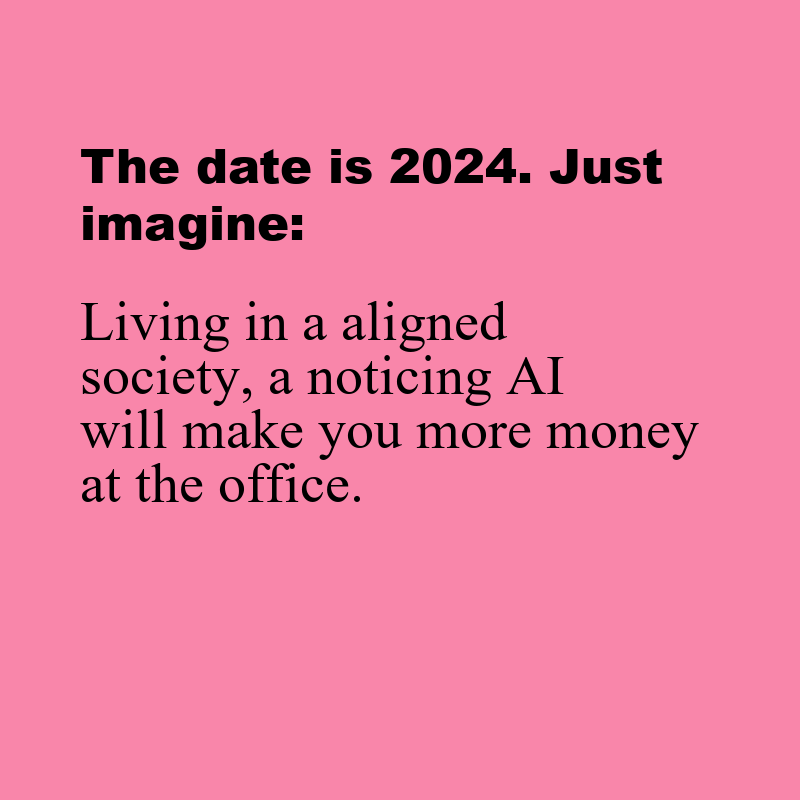 The date is 2024. Just
imagine:
Living in a aligned
society, a noticing AI
will make you more money
at the office.